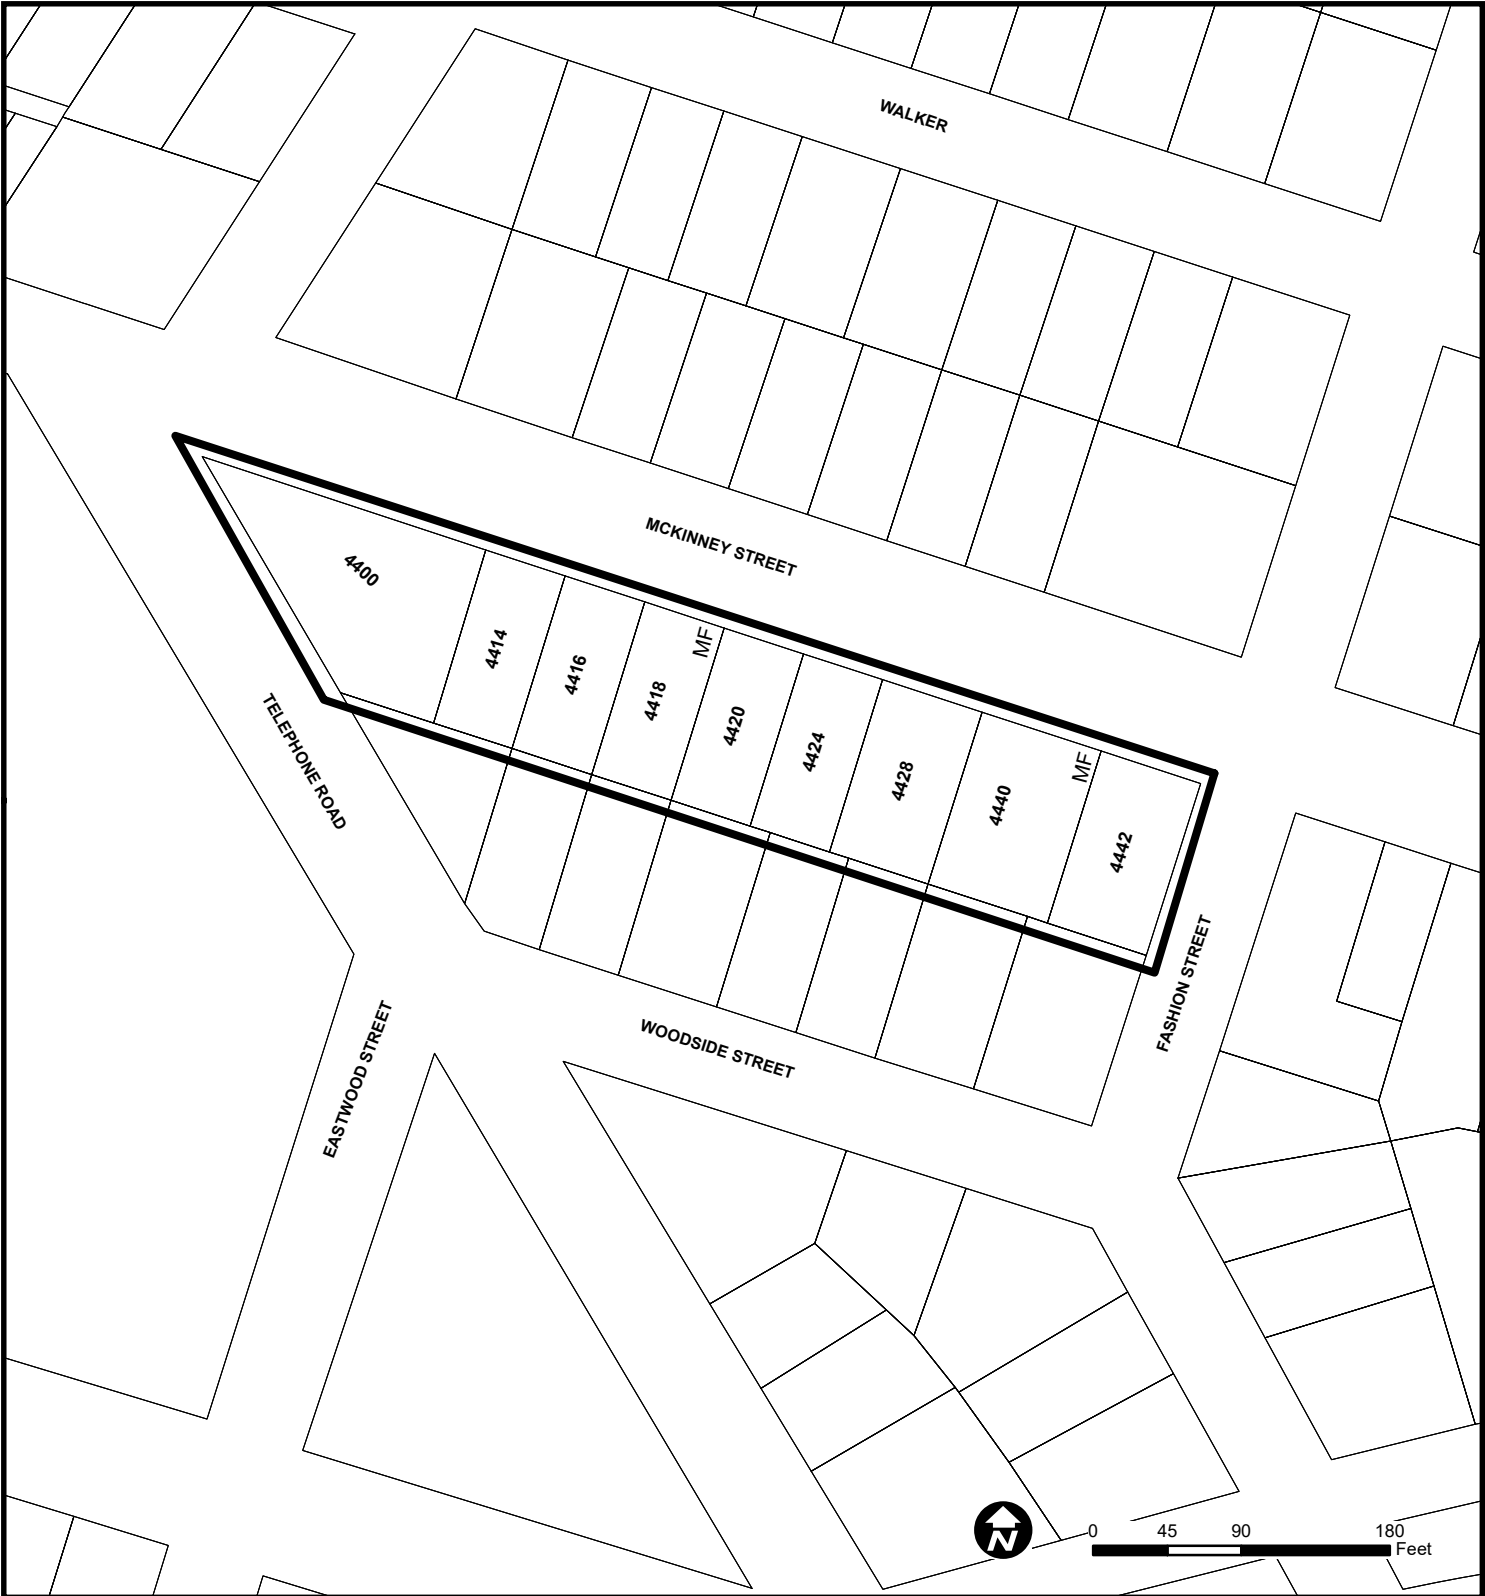 WALKER
MCKINNEY STREET
4400
4414
4416
4418
MF
4420
4424
4428
4440
MF
4442
TELEPHONE ROAD
FASHION STREET
EASTWOOD STREET
WOODSIDE STREET
N
0 45 90 180
Feet